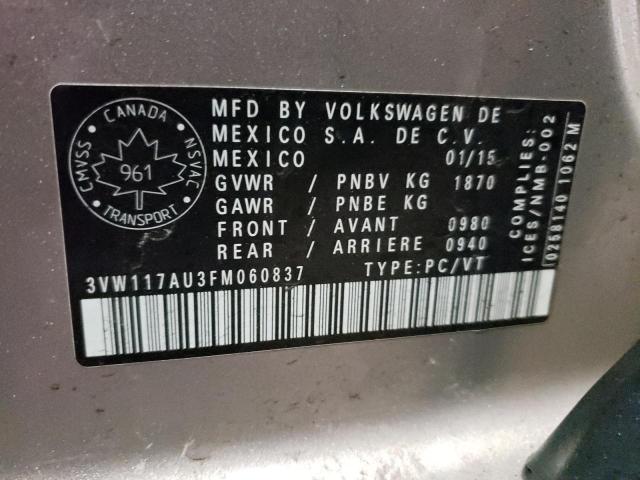 CANADA
CMVSS
NSVAC
961
TRANSPORT
MFD BY VOLKSWAGEN DE
MEXICO S.A. DE C.V.
MEXICO 01/15
GVWR / PNBV KG 1870
GAWR / PNBE KG
FRONT / AVANT 0980
REAR / ARRIERE 0940
3VW117AU3FM060837 TYPE:PC/VT
COMPLIES:
ICES/NMB-002
0258140 1062 M